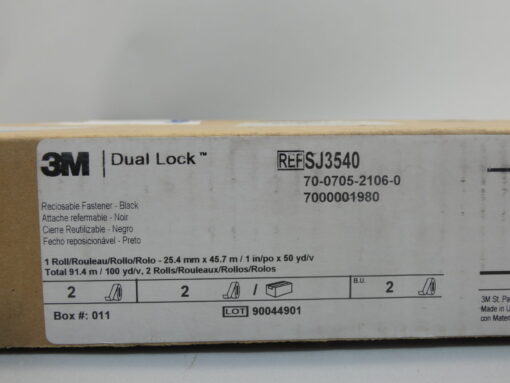 3M Dual Lock™
REF SJ3540
70-0705-2106-0
7000001980
Reclosable Fastener - Black
Attache refermable - Noir
Cierre Reutilizable - Negro
Fecho reposicionável - Preto
1 Roll/Rouleau/Rollo/Rolo - 25.4 mm x 45.7 m / 1 in/po x 50 yd/v
Total 91.4 m / 100 yd/v, 2 Rolls/Rouleaux/Rollos/Rolos
2 2 / B.U. 2
Box #: 011
LOT 90044901
3M St. Pa
Made in U
con Mater